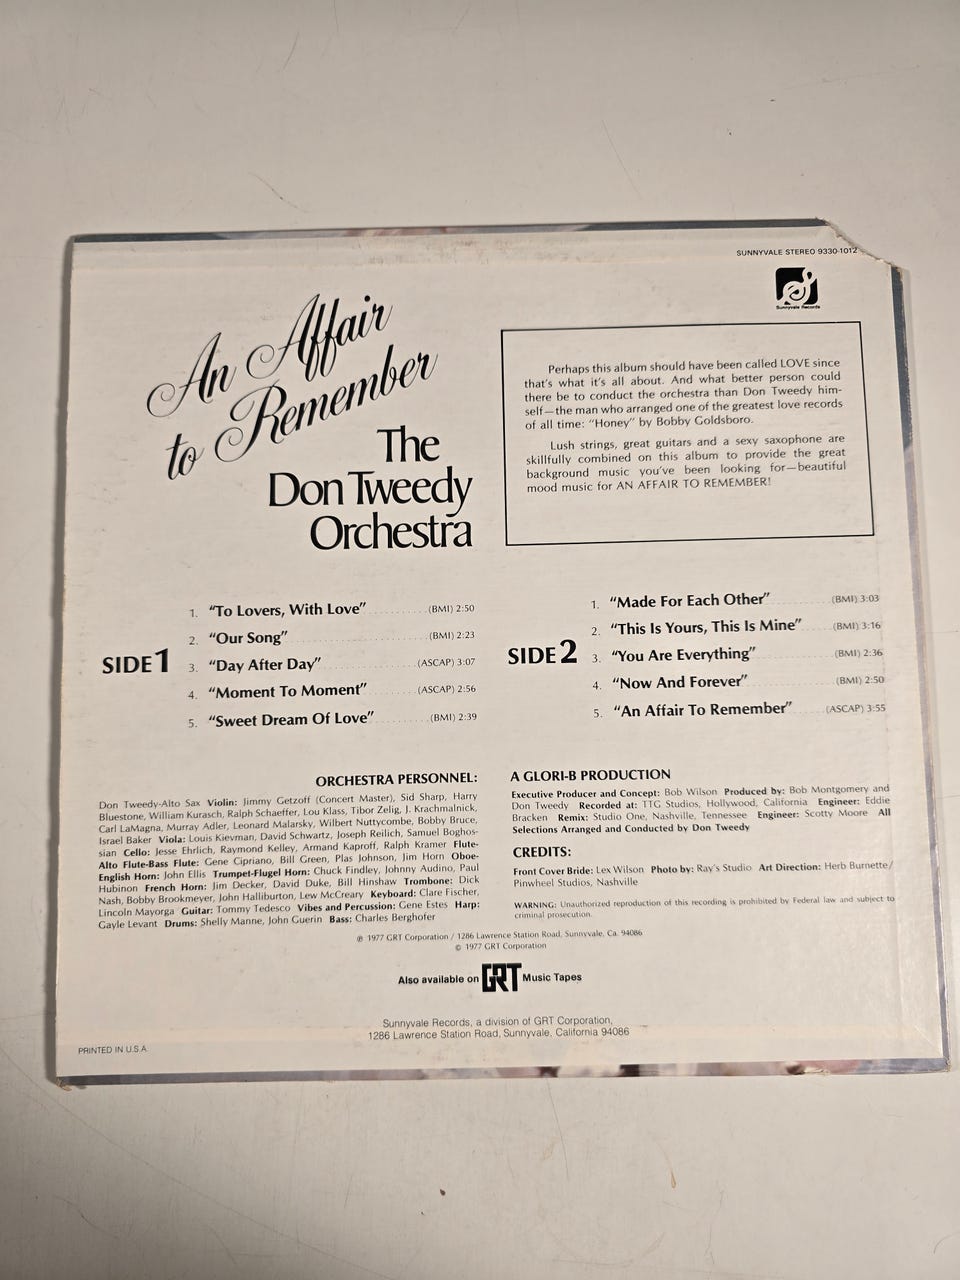 SUNNYVALE STEREO 9330-1012
Sunnyvale Records
An Affair
to Remember
The
Don Tweedy
Orchestra
Perhaps this album should have been called LOVE since
that's what it's all about. And what better person could
there be to conduct the orchestra than Don Tweedy him-
self—the man who arranged one of the greatest love records
of all time: "Honey" by Bobby Goldsboro.
Lush strings, great guitars and a sexy saxophone are
skillfully combined on this album to provide the great
background music you've been looking for—beautiful
mood music for AN AFFAIR TO REMEMBER!
SIDE 1
1. "To Lovers, With Love" (BMI) 2:50
2. "Our Song" (BMI) 2:23
3. "Day After Day" (ASCAP) 3:07
4. "Moment To Moment" (ASCAP) 2:56
5. "Sweet Dream Of Love" (BMI) 2:39
SIDE 2
1. "Made For Each Other" (BMI) 3:03
2. "This Is Yours, This Is Mine" (BMI) 3:16
3. "You Are Everything" (BMI) 2:36
4. "Now And Forever" (BMI) 2:50
5. "An Affair To Remember" (ASCAP) 3:55
ORCHESTRA PERSONNEL:
Don Tweedy-Alto Sax Violin: Jimmy Getzoff (Concert Master), Sid Sharp, Harry
Bluestone, William Kurasch, Ralph Schaeffer, Lou Klass, Tibor Zelig, J. Krachmalnick,
Carl LaMagna, Murray Adler, Leonard Malarsky, Wilbert Nuttycombe, Bobby Bruce,
Israel Baker Viola: Louis Kievman, David Schwartz, Joseph Reilich, Samuel Boghos-
sian Cello: Jesse Ehrlich, Raymond Kelley, Armand Kaproff, Ralph Kramer Flute-
Alto Flute-Bass Flute: Gene Cipriano, Bill Green, Plas Johnson, Jim Horn Oboe-
English Horn: John Ellis Trumpet-Flugel Horn: Chuck Findley, Johnny Audino, Paul
Hubinon French Horn: Jim Decker, David Duke, Bill Hinshaw Trombone: Dick
Nash, Bobby Brookmeyer, John Halliburton, Lew McCreary Keyboard: Clare Fischer,
Lincoln Mayorga Guitar: Tommy Tedesco Vibes and Percussion: Gene Estes Harp:
Gayle Levant Drums: Shelly Manne, John Guerin Bass: Charles Berghofer
A GLORI-B PRODUCTION
Executive Producer and Concept: Bob Wilson Produced by: Bob Montgomery and
Don Tweedy Recorded at: TTG Studios, Hollywood, California Engineer: Eddie
Bracken Remix: Studio One, Nashville, Tennessee Engineer: Scotty Moore All
Selections Arranged and Conducted by Don Tweedy
CREDITS:
Front Cover Bride: Lex Wilson Photo by: Ray's Studio Art Direction: Herb Burnette/
Pinwheel Studios, Nashville
WARNING: Unauthorized reproduction of this recording is prohibited by Federal law and subject to
criminal prosecution.
℗ 1977 GRT Corporation / 1286 Lawrence Station Road, Sunnyvale, Ca. 94086
© 1977 GRT Corporation
Also available on GRT Music Tapes
Sunnyvale Records, a division of GRT Corporation,
1286 Lawrence Station Road, Sunnyvale, California 94086
PRINTED IN U.S.A.